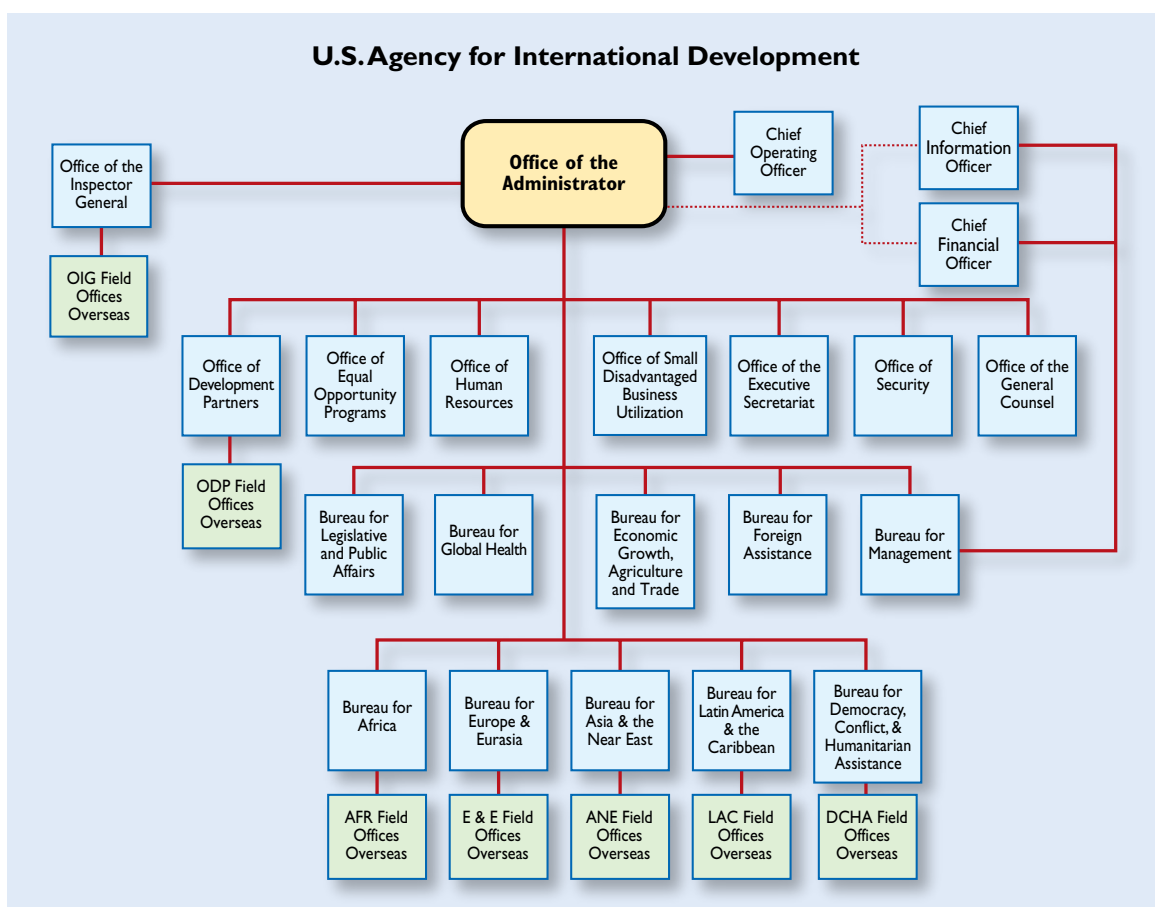 U.S. Agency for International Development
Office of the
Inspector
General
OIG Field
Offices
Overseas
Office of the
Administrator
Chief
Operating
Officer
Chief
Information
Officer
Chief
Financial
Officer
Office of
Development
Partners
Office of
Equal
Opportunity
Programs
Office of
Human
Resources
Office of Small
Disadvantaged
Business
Utilization
Office of the
Executive
Secretariat
Office of
Security
Office of the
General
Counsel
ODP Field
Offices
Overseas
Bureau for
Legislative
and Public
Affairs
Bureau for
Global Health
Bureau for
Economic
Growth,
Agriculture
and Trade
Bureau for
Foreign
Assistance
Bureau for
Management
Bureau for
Africa
Bureau for
Europe &
Eurasia
Bureau for
Asia & the
Near East
Bureau for
Latin America
& the
Caribbean
Bureau for
Democracy,
Conflict, &
Humanitarian
Assistance
AFR Field
Offices
Overseas
E & E Field
Offices
Overseas
ANE Field
Offices
Overseas
LAC Field
Offices
Overseas
DCHA Field
Offices
Overseas